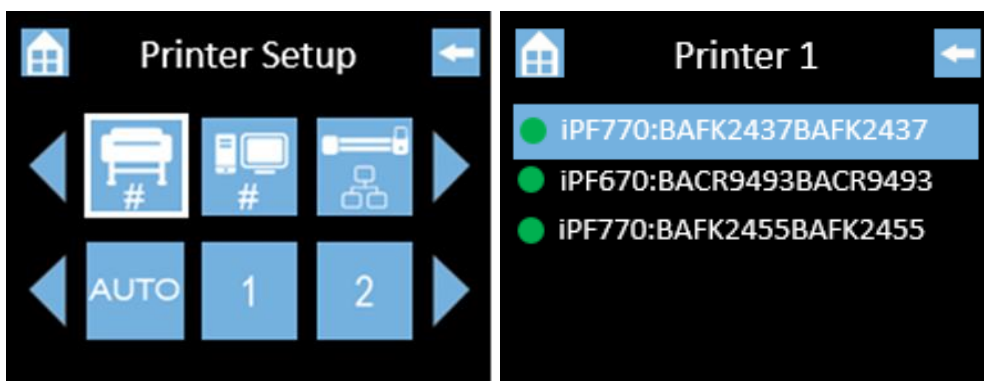 Printer Setup
#
#
AUTO
1
2
Printer 1
iPF770:BAFK2437BAFK2437
iPF670:BACR9493BACR9493
iPF770:BAFK2455BAFK2455